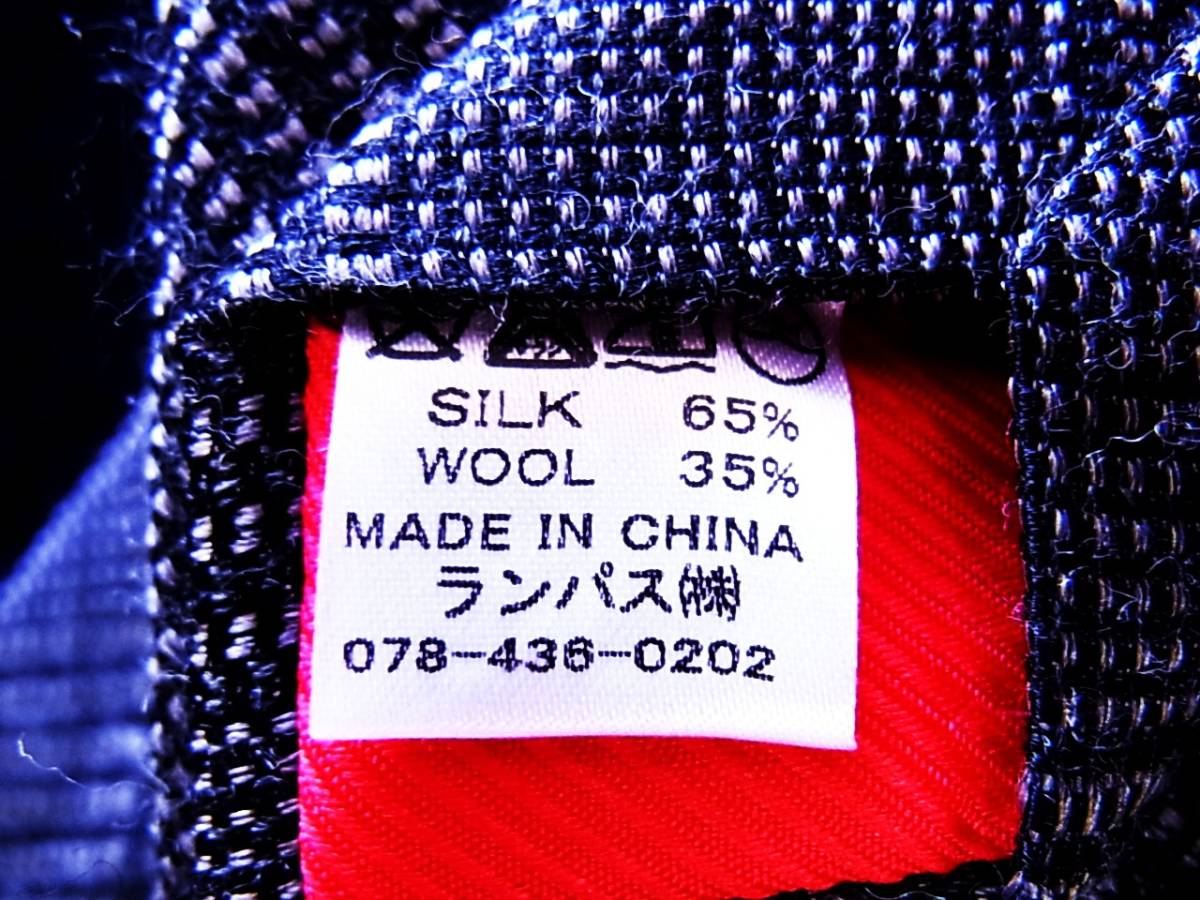 SILK 65%
WOOL 35%
MADE IN CHINA
ランパス㈱
078-436-0202